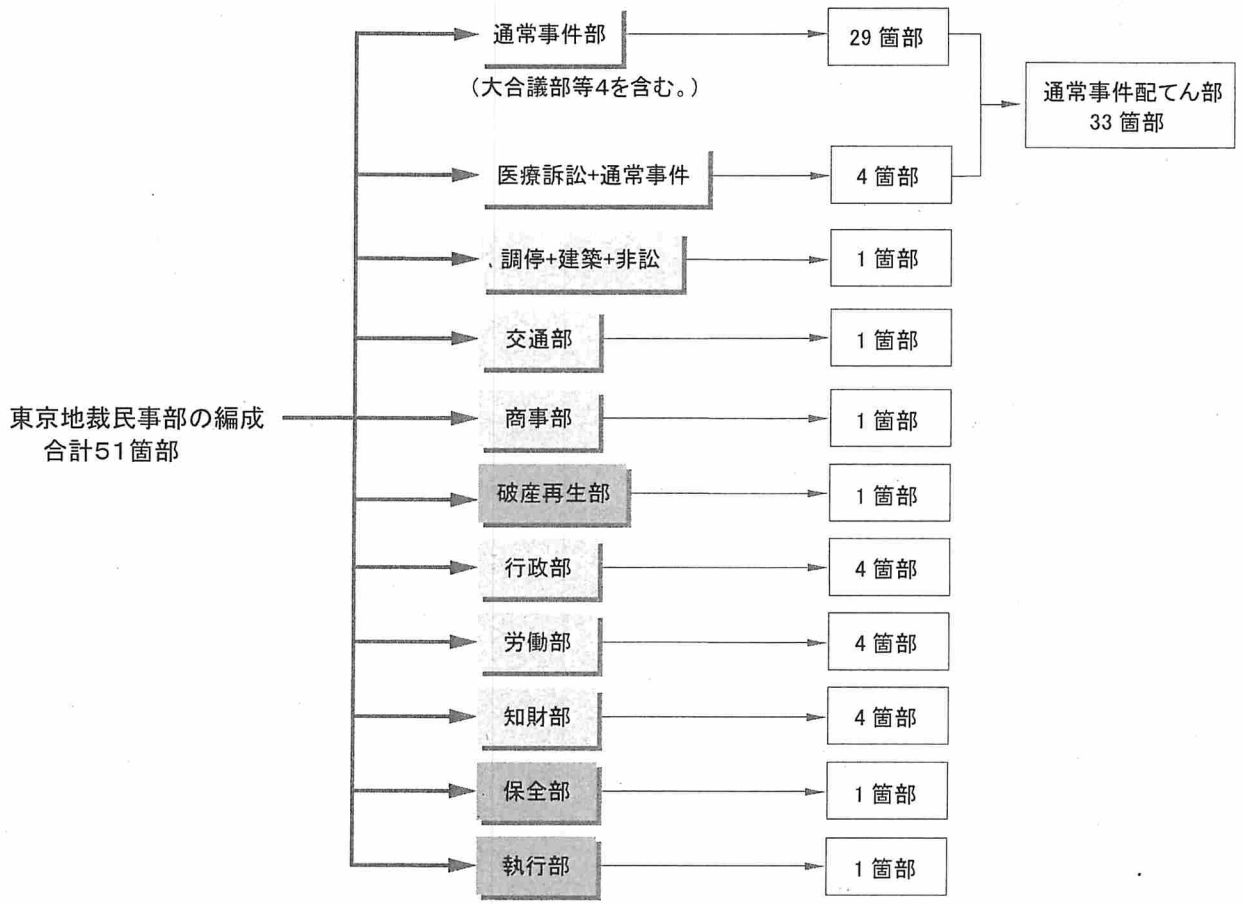 通常事件部
29 箇部
(大合議部等4を含む。)
通常事件配てん部
33 箇部
医療訴訟+通常事件
4 箇部
調停+建築+非訟
1 箇部
交通部
1 箇部
東京地裁民事部の編成
合計51箇部
商事部
1 箇部
破産再生部
1 箇部
行政部
4 箇部
労働部
4 箇部
知財部
4 箇部
保全部
1 箇部
執行部
1 箇部